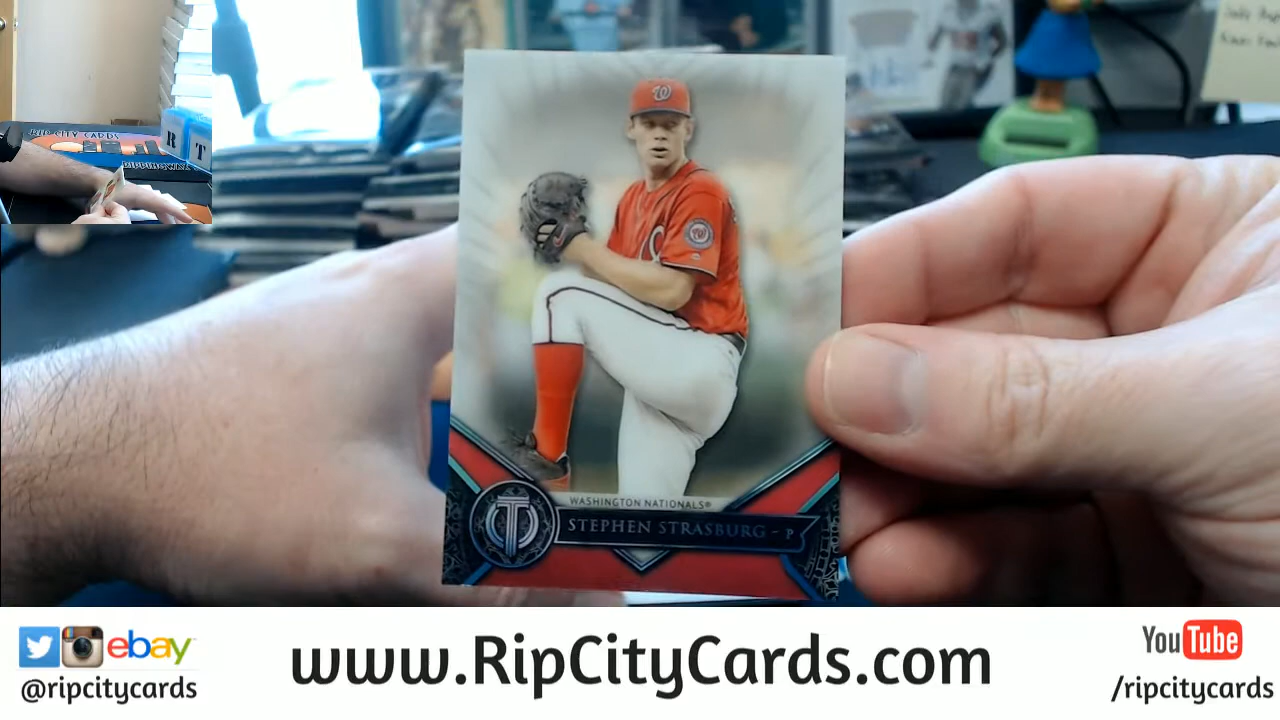 RIP CITY CARDS
R T
W
WASHINGTON NATIONALS®
STEPHEN STRASBURG - P
ebay
@ripcitycards
www.RipCityCards.com
YouTube
/ripcitycards